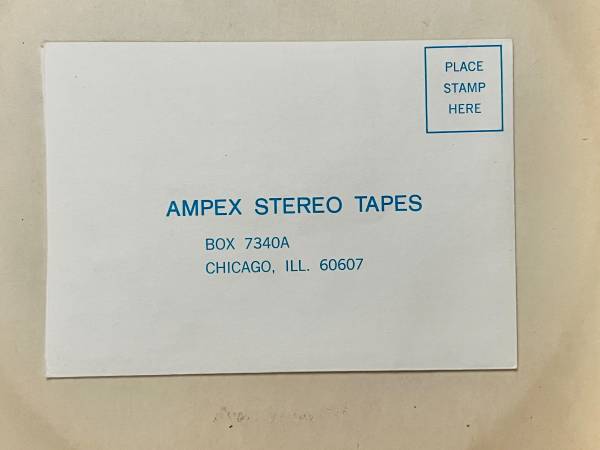 PLACE
STAMP
HERE
AMPEX STEREO TAPES
BOX 7340A
CHICAGO, ILL. 60607